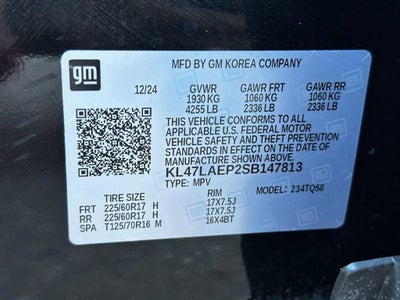 gm
MFD BY GM KOREA COMPANY
12/24 GVWR GAWR FRT GAWR RR
1930 KG 1060 KG 1060 KG
4255 LB 2336 LB 2336 LB
THIS VEHICLE CONFORMS TO ALL
APPLICABLE U.S. FEDERAL MOTOR
VEHICLE SAFETY AND THEFT
PREVENTION STANDARDS IN EFFECT ON THE
DATE OF MANUFACTURE SHOWN ABOVE.
KL47LAEP2SB147813
TYPE: MPV MODEL: 234TQ58
TIRE SIZE RIM
FRT 225/60R17 H 17X7.5J
RR 225/60R17 H 17X7.5J
SPA T125/70R16 M 16X4BT